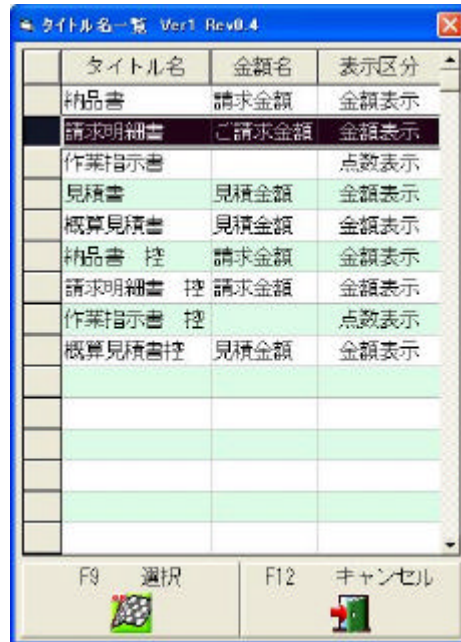 タイトル名一覧 Ver1 Rev0.4
タイトル名 金額名 表示区分
納品書 請求金額 金額表示
請求明細書 ご請求金額 金額表示
作業指示書 点数表示
見積書 見積金額 金額表示
概算見積書 見積金額 金額表示
納品書 控 請求金額 金額表示
請求明細書 控 請求金額 金額表示
作業指示書 控 点数表示
概算見積書控 見積金額 金額表示
F9 選択 F12 キャンセル